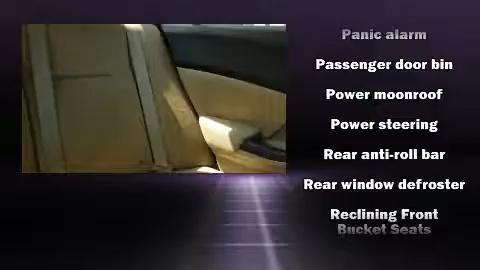 Panic alarm
Passenger door bin
Power moonroof
Power steering
Rear anti-roll bar
Rear window defroster
Reclining Front
Bucket Seats